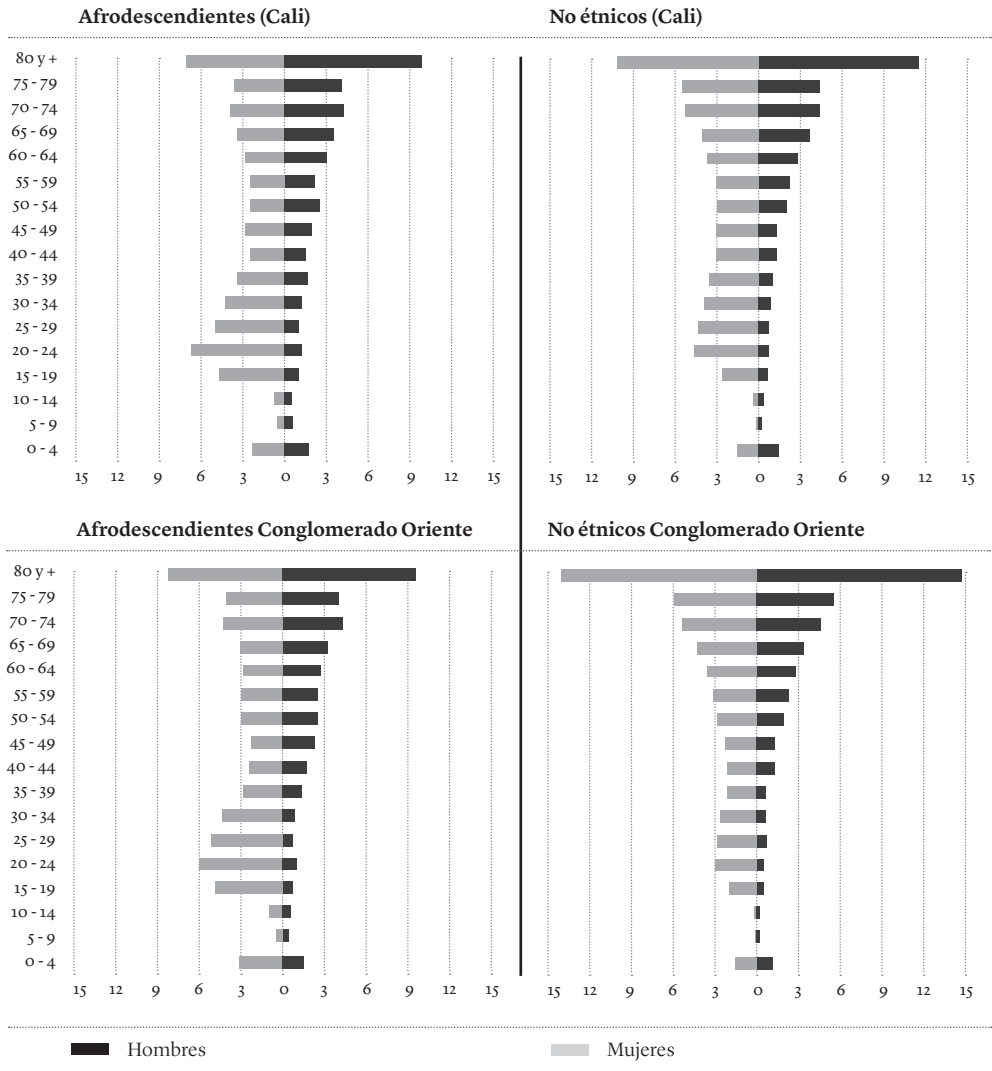 Afrodescendientes (Cali)
No étnicos (Cali)
80 y +
75 - 79
70 - 74
65 - 69
60 - 64
55 - 59
50 - 54
45 - 49
40 - 44
35 - 39
30 - 34
25 - 29
20 - 24
15 - 19
10 - 14
5 - 9
0 - 4
15 12 9 6 3 0 3 6 9 12 15
15 12 9 6 3 0 3 6 9 12 15
Afrodescendientes Conglomerado Oriente
No étnicos Conglomerado Oriente
80 y +
75 - 79
70 - 74
65 - 69
60 - 64
55 - 59
50 - 54
45 - 49
40 - 44
35 - 39
30 - 34
25 - 29
20 - 24
15 - 19
10 - 14
5 - 9
0 - 4
15 12 9 6 3 0 3 6 9 12 15
15 12 9 6 3 0 3 6 9 12 15
Hombres
Mujeres